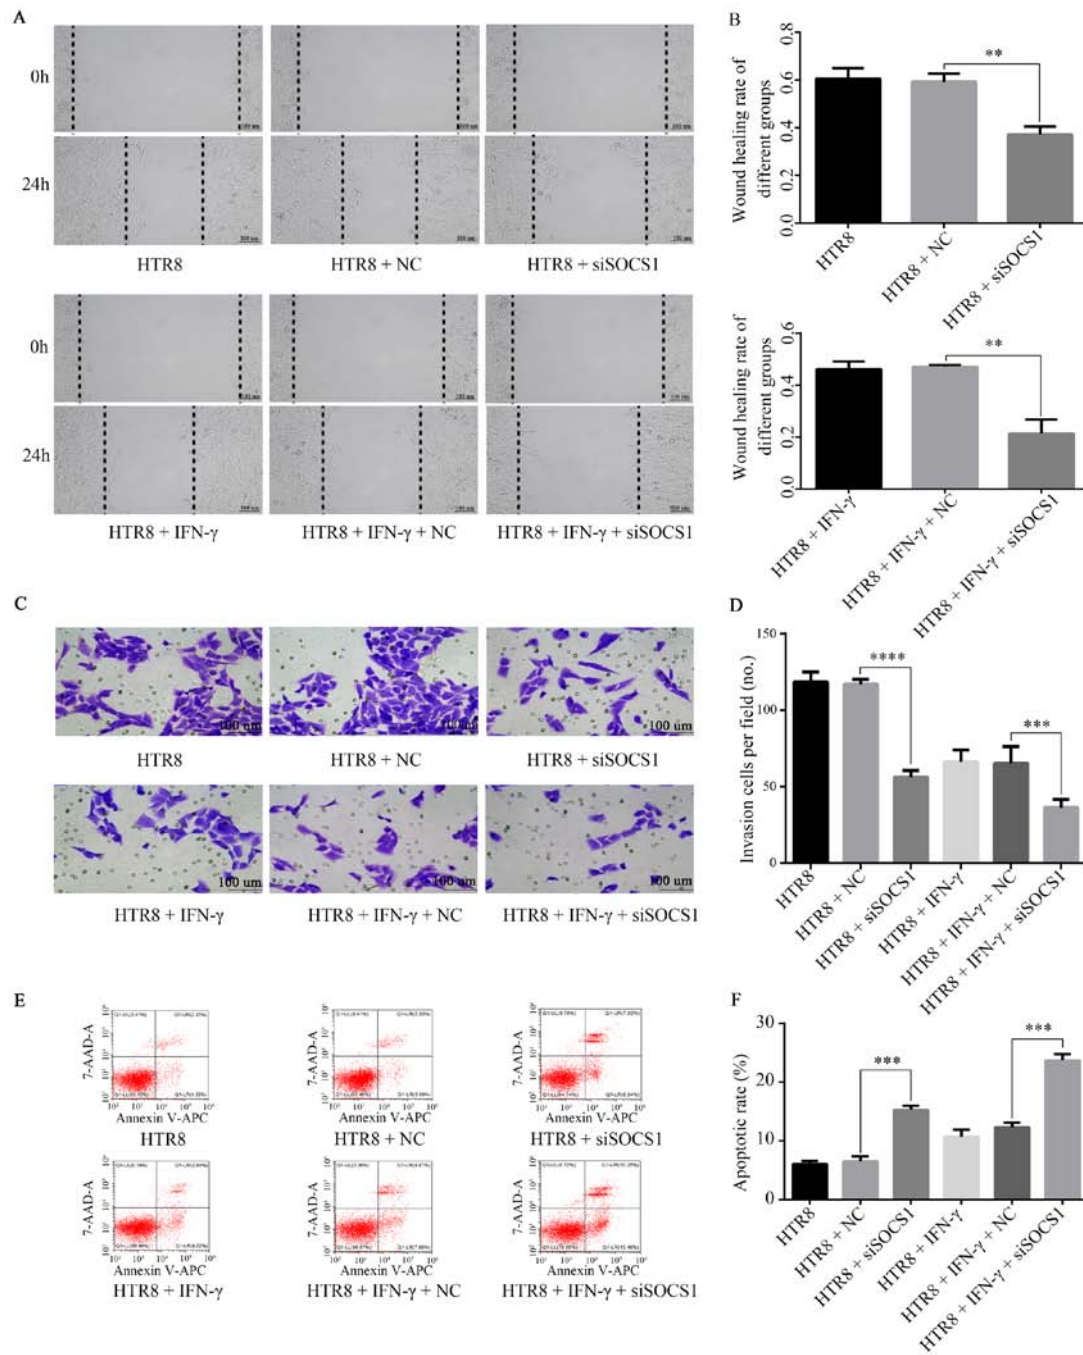 A
0h
24h
HTR8 HTR8 + NC HTR8 + siSOCS1
0h
24h
HTR8 + IFN-γ HTR8 + IFN-γ + NC HTR8 + IFN-γ + siSOCS1
B
Wound healing rate of
different groups
0.8
0.6
0.4
0.2
0.0
**
HTR8
HTR8 + NC
HTR8 + siSOCS1
Wound healing rate of
different groups
0.6
0.4
0.2
0.0
**
HTR8 + IFN-γ
HTR8 + IFN-γ + NC
HTR8 + IFN-γ + siSOCS1
C
100 um 100 um 100 um
HTR8 HTR8 + NC HTR8 + siSOCS1
100 um 100 um 100 um
HTR8 + IFN-γ HTR8 + IFN-γ + NC HTR8 + IFN-γ + siSOCS1
D
Invasion cells per field (no.)
150
100
50
0
****
***
HTR8
HTR8 + NC
HTR8 + siSOCS1
HTR8 + IFN-γ
HTR8 + IFN-γ + NC
HTR8 + IFN-γ + siSOCS1
E
7-AAD-A 7-AAD-A 7-AAD-A
Annexin V-APC Annexin V-APC Annexin V-APC
HTR8 HTR8 + NC HTR8 + siSOCS1
7-AAD-A 7-AAD-A 7-AAD-A
Annexin V-APC Annexin V-APC Annexin V-APC
HTR8 + IFN-γ HTR8 + IFN-γ + NC HTR8 + IFN-γ + siSOCS1
F
Apoptotic rate (%)
30
20
10
0
***
***
HTR8
HTR8 + NC
HTR8 + siSOCS1
HTR8 + IFN-γ
HTR8 + IFN-γ + NC
HTR8 + IFN-γ + siSOCS1